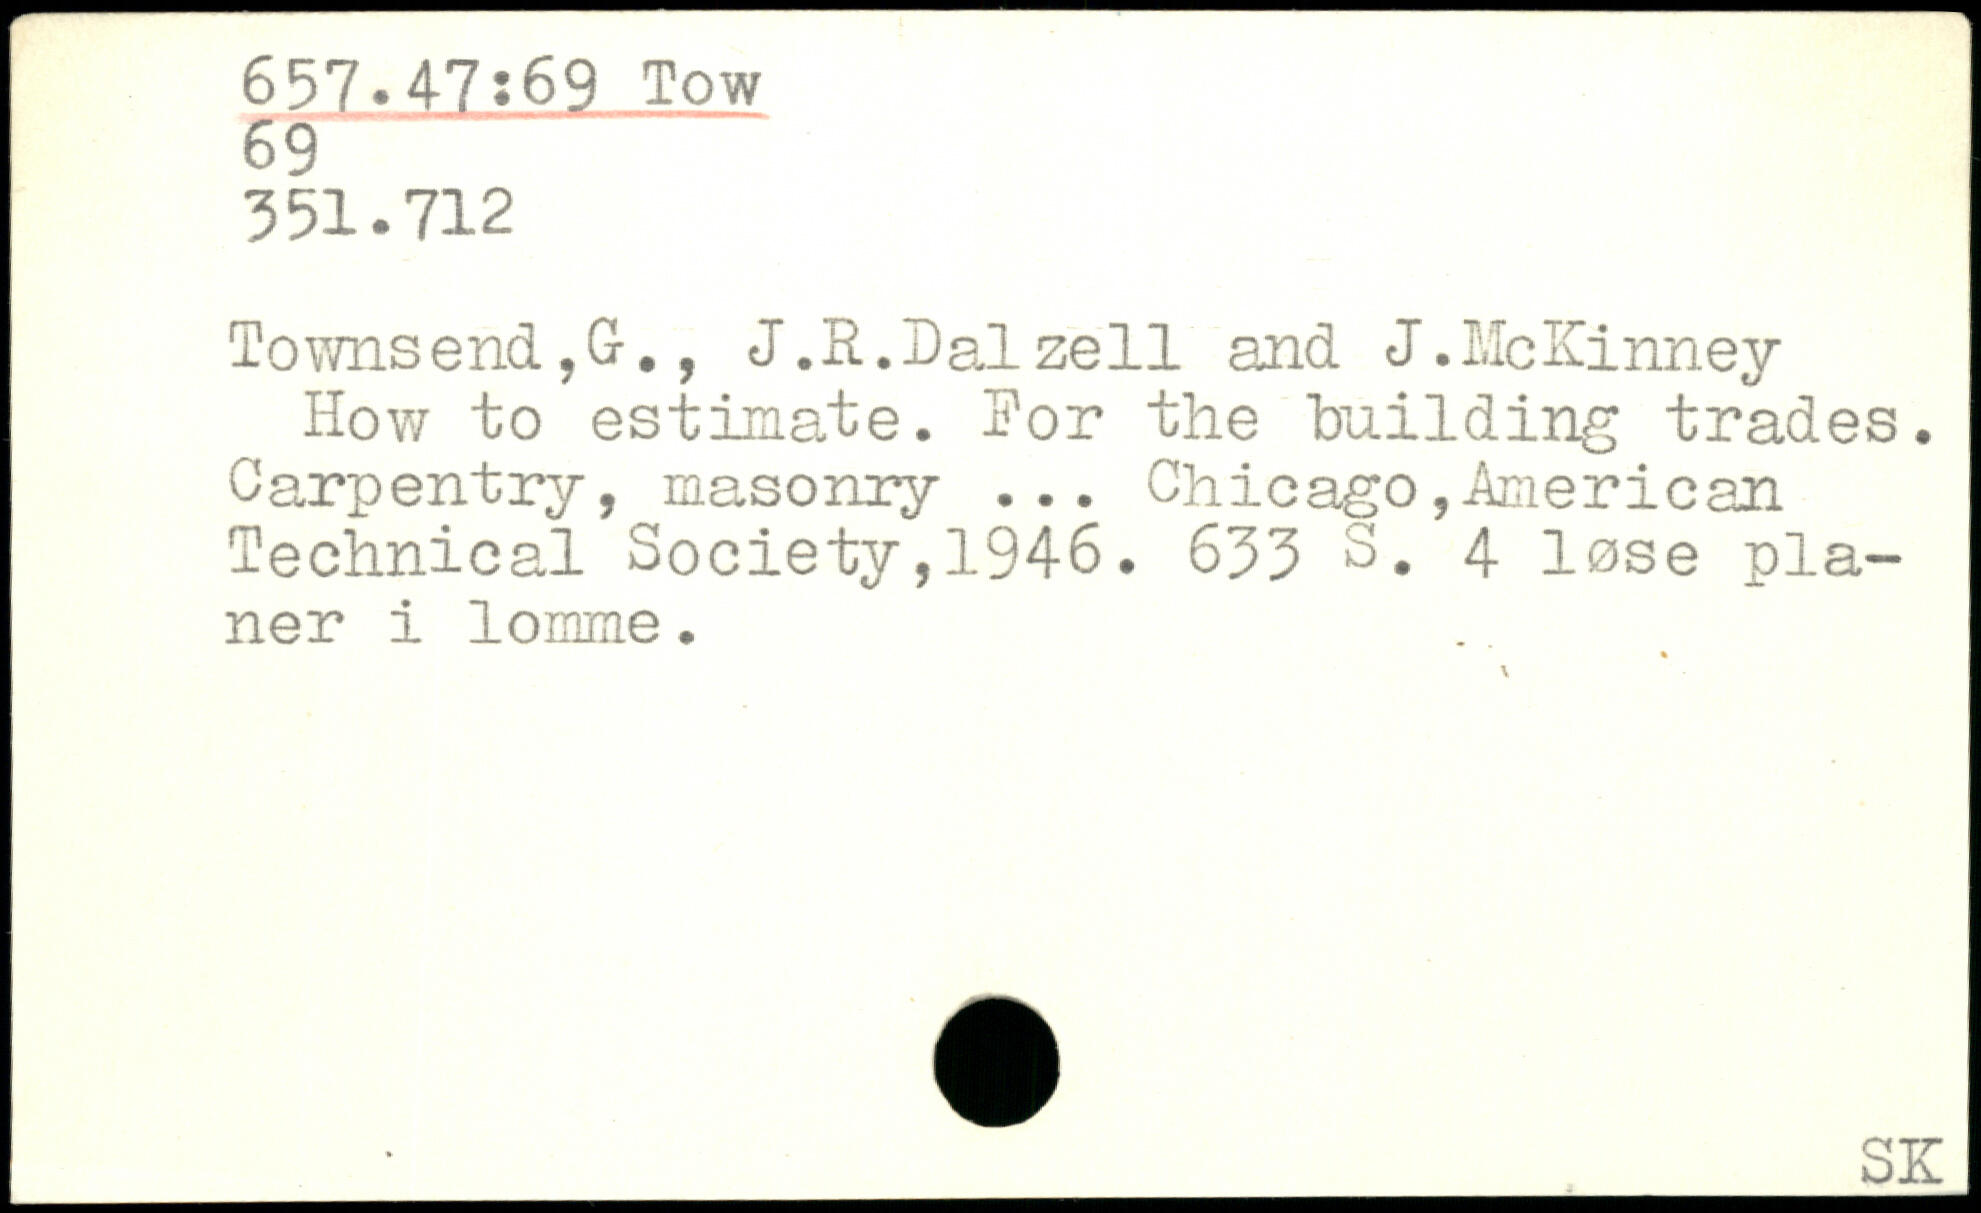 657.47:69 Tow
69
351.712
Townsend,G., J.R.Dalzell and J.McKinney
How to estimate. For the building trades.
Carpentry, masonry ... Chicago,American
Technical Society,1946. 633 S. 4 løse pla-
ner i lomme.
SK